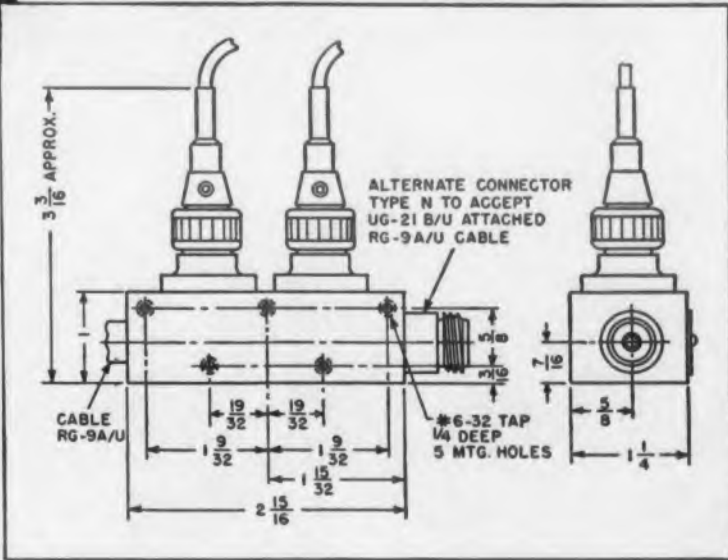 3 3/16 APPROX.
ALTERNATE CONNECTOR
TYPE N TO ACCEPT
UG-21 B/U ATTACHED
RG-9 A/U CABLE
1
5/8
3/16
7/16
CABLE
RG-9A/U
19/32
19/32
#6-32 TAP
1/4 DEEP
5 MTG. HOLES
5/8
1 9/32
1 9/32
1 1/4
1 15/32
2 15/16